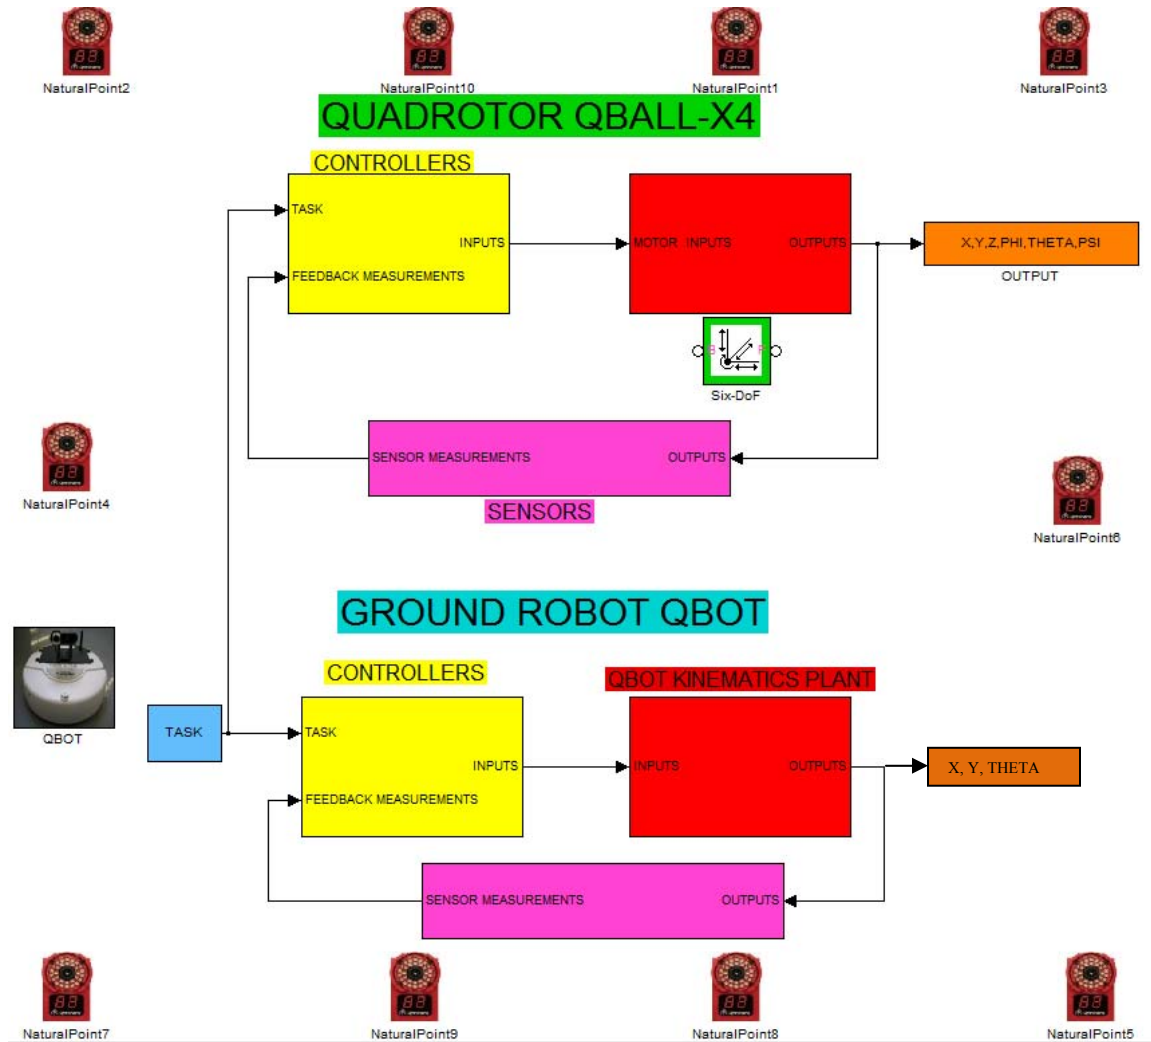 NaturalPoint2
NaturalPoint10
NaturalPoint1
NaturalPoint3
QUADROTOR QBALL-X4
CONTROLLERS
TASK
INPUTS
FEEDBACK MEASUREMENTS
MOTOR INPUTS
OUTPUTS
X,Y,Z,PHI,THETA,PSI
OUTPUT
Six-DoF
SENSOR MEASUREMENTS
OUTPUTS
SENSORS
NaturalPoint4
NaturalPoint6
GROUND ROBOT QBOT
QBOT
TASK
CONTROLLERS
TASK
INPUTS
FEEDBACK MEASUREMENTS
QBOT KINEMATICS PLANT
INPUTS
OUTPUTS
X, Y, THETA
SENSOR MEASUREMENTS
OUTPUTS
NaturalPoint7
NaturalPoint9
NaturalPoint8
NaturalPoint5